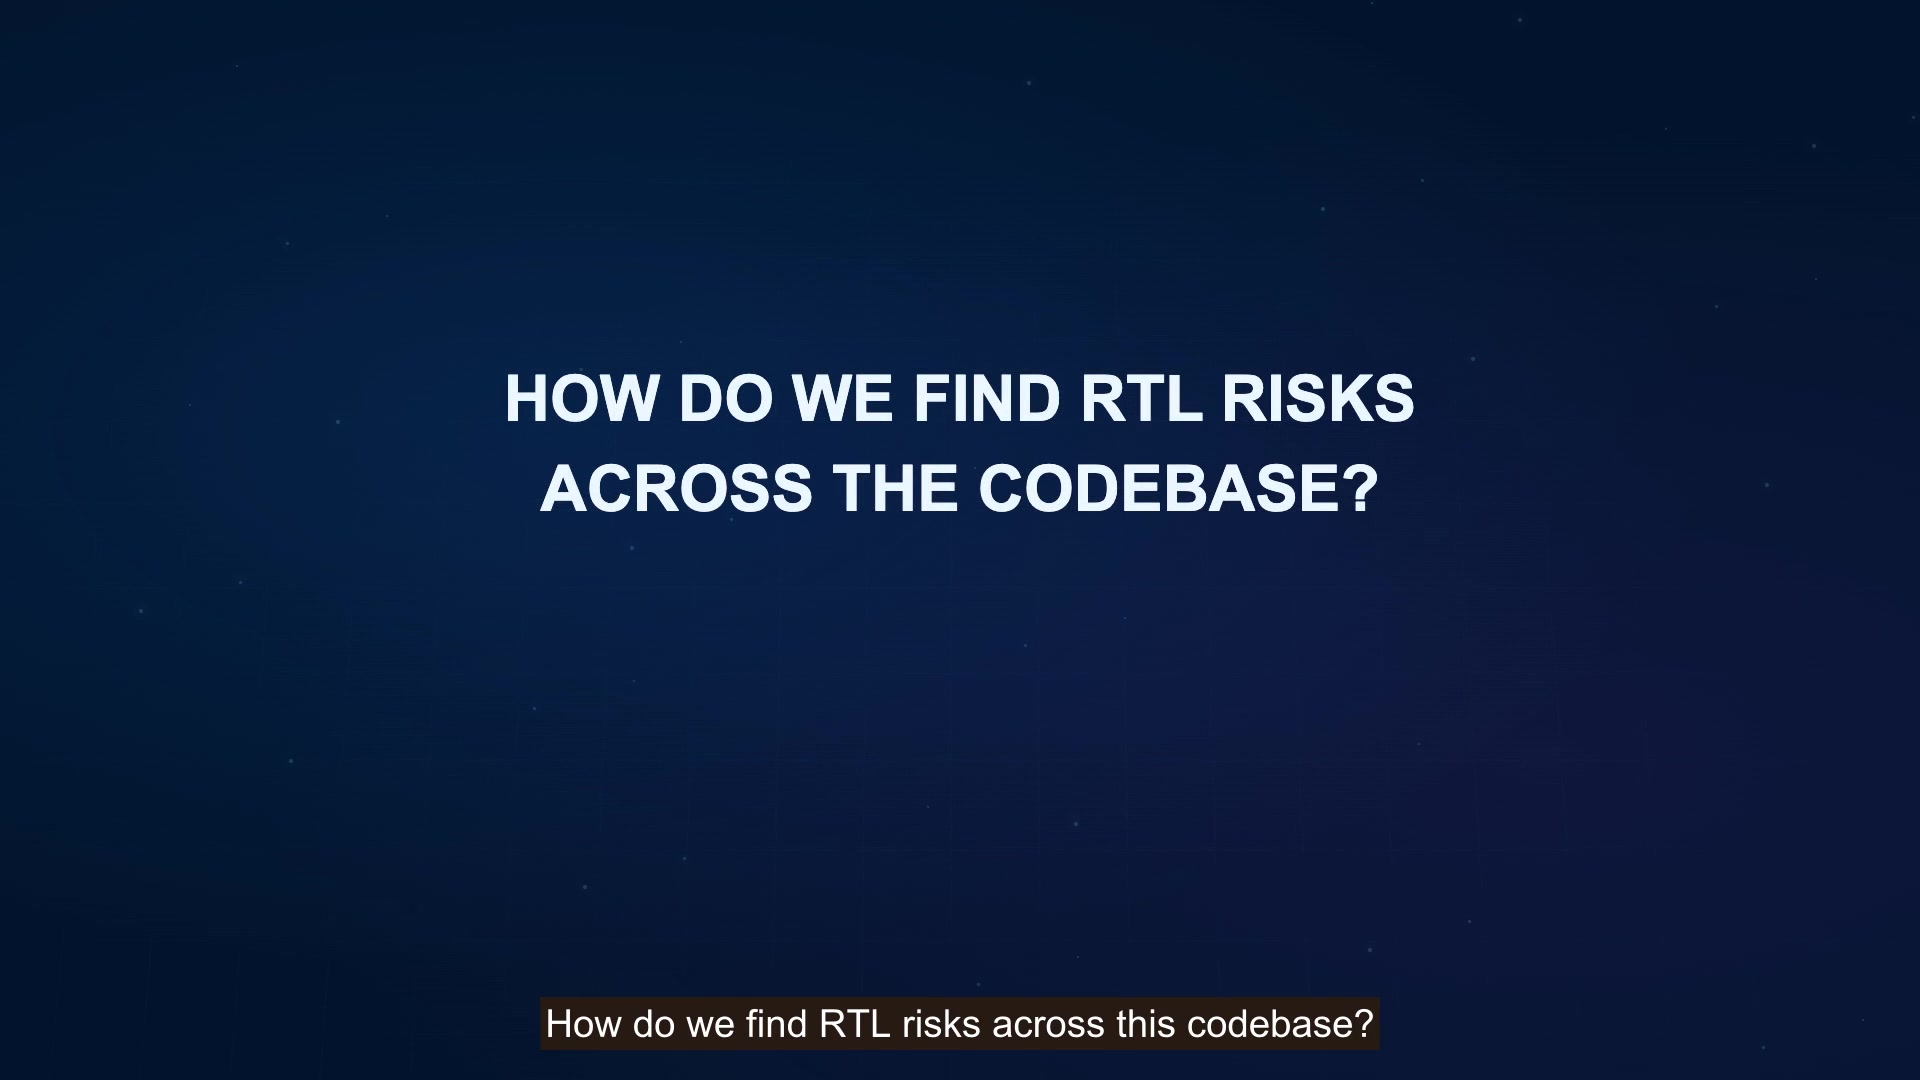 HOW DO WE FIND RTL RISKS
ACROSS THE CODEBASE?
How do we find RTL risks across this codebase?